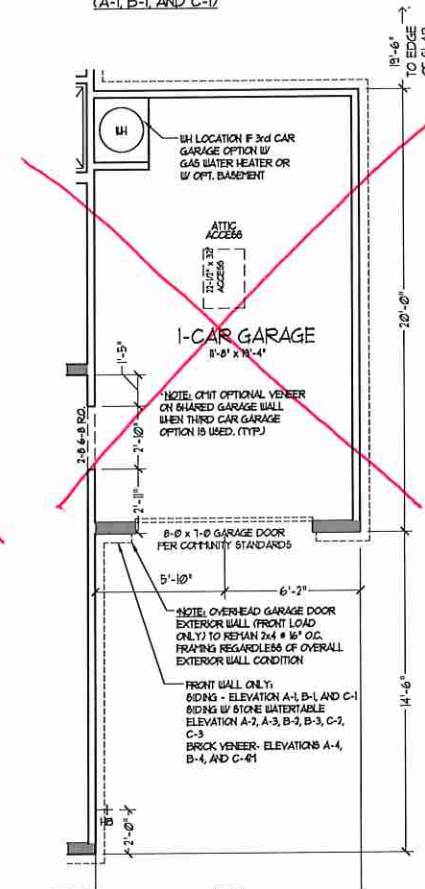 (A-1, B-1, AND C-1)
19'-6"
TO EDGE
OF SLAB
WH
WH LOCATION IF 3rd CAR
GARAGE OPTION W/
GAS WATER HEATER OR
W/ OPT. BASEMENT
ATTIC
ACCESS
22-1/2" x 32"
ACCESS
20'-0"
1-CAR GARAGE
11'-8" x 19'-4"
1'-5"
*NOTE: OMIT OPTIONAL VENEER
ON SHARED GARAGE WALL
WHEN THIRD CAR GARAGE
OPTION IS USED. (TYP.)
2-8 6-8 R.O.
2'-10"
2'-11"
8-0 x 7-0 GARAGE DOOR
PER COMMUNITY STANDARDS
5'-10"
6'-2"
*NOTE: OVERHEAD GARAGE DOOR
EXTERIOR WALL (FRONT LOAD
ONLY) TO REMAIN 2x4 @ 16" O.C.
FRAMING REGARDLESS OF OVERALL
EXTERIOR WALL CONDITION
FRONT WALL ONLY:
SIDING - ELEVATION A-1, B-1, AND C-1
SIDING W/ STONE WATERTABLE
ELEVATION A-2, A-3, B-2, B-3, C-2,
C-3
BRICK VENEER- ELEVATIONS A-4,
B-4, AND C-4M
14'-6"
HB
2'-0"